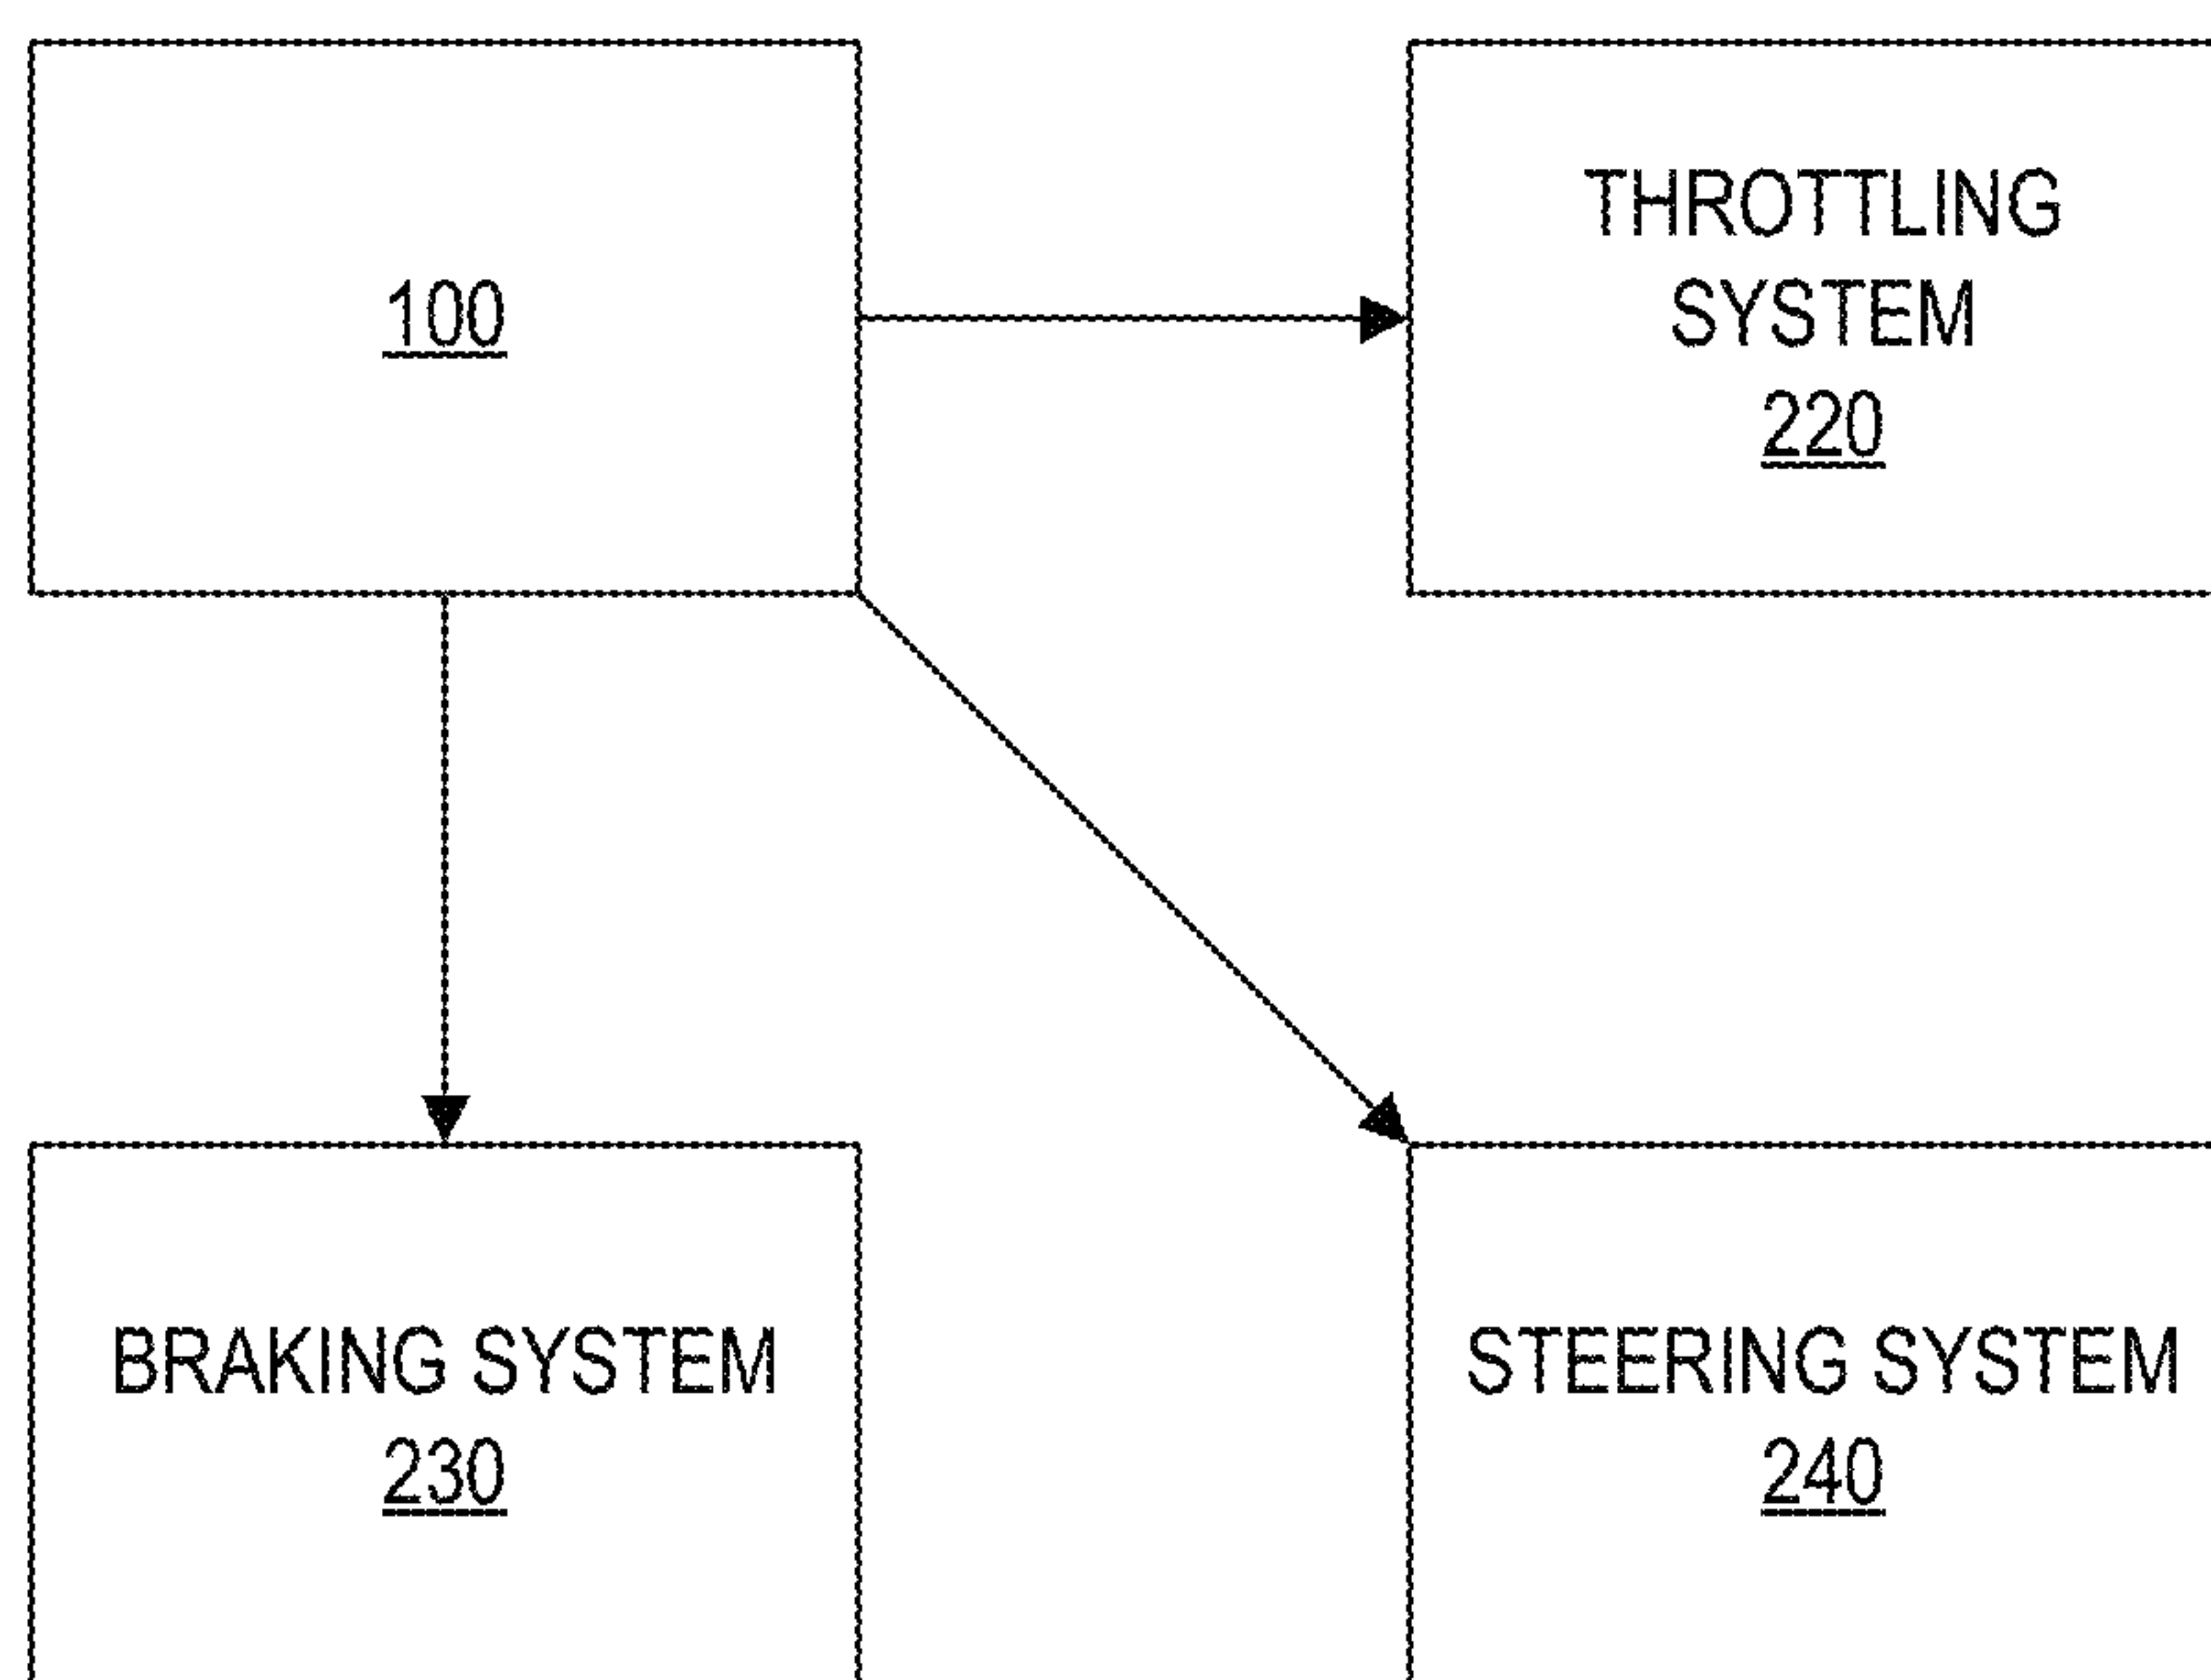 100
THROTTLING
SYSTEM
220
BRAKING SYSTEM
230
STEERING SYSTEM
240